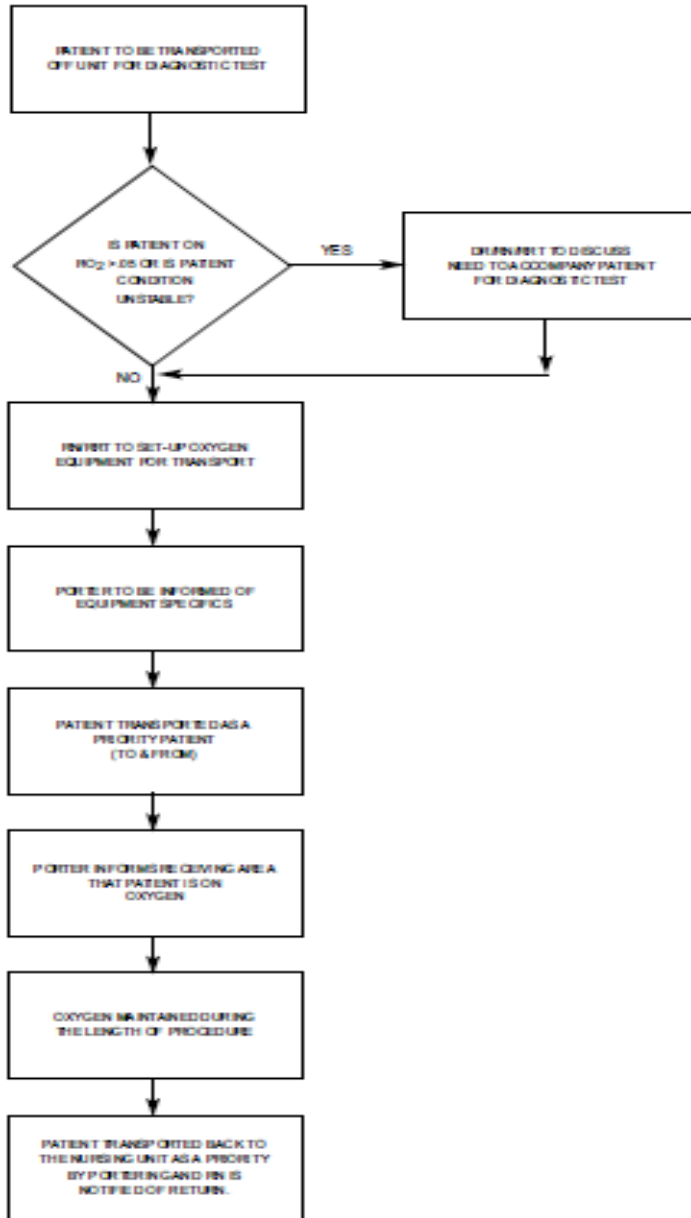 PATIENT TO BE TRANSPORTED
OFF UNIT FOR DIAGNOSTIC TEST
IS PATIENT ON
FIO2 >.05 OR IS PATIENT
CONDITION
UNSTABLE?
YES
DR/RN/RRT TO DISCUSS
NEED TO ACCOMPANY PATIENT
FOR DIAGNOSTIC TEST
NO
RN/RRT TO SET-UP OXYGEN
EQUIPMENT FOR TRANSPORT
PORTER TO BE INFORMED OF
EQUIPMENT SPECIFICS
PATIENT TRANSPORTED AS A
PRIORITY PATIENT
(TO & FROM)
PORTER INFORMS RECEIVING AREA
THAT PATIENT IS ON
OXYGEN
OXYGEN MAINTAINED DURING
THE LENGTH OF PROCEDURE
PATIENT TRANSPORTED BACK TO
THE NURSING UNIT AS A PRIORITY
BY PORTERING AND RN IS
NOTIFIED OF RETURN.